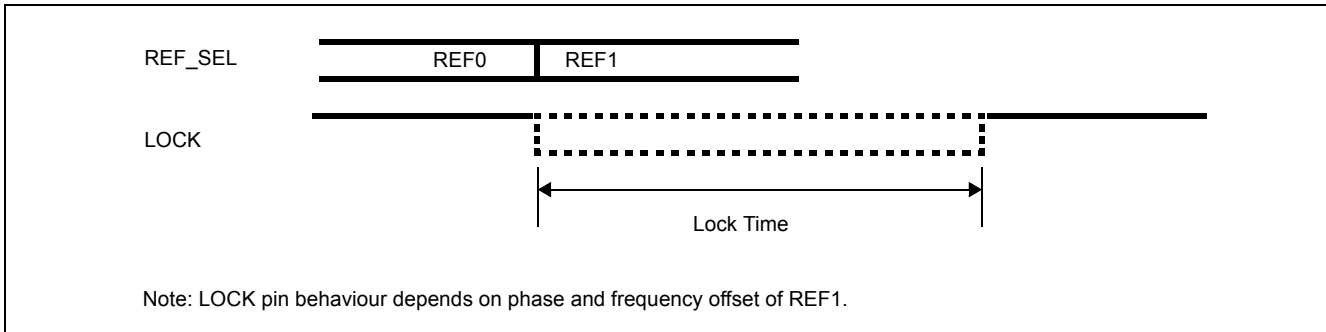 REF_SEL
REF0
REF1
LOCK
Lock Time
Note: LOCK pin behaviour depends on phase and frequency offset of REF1.